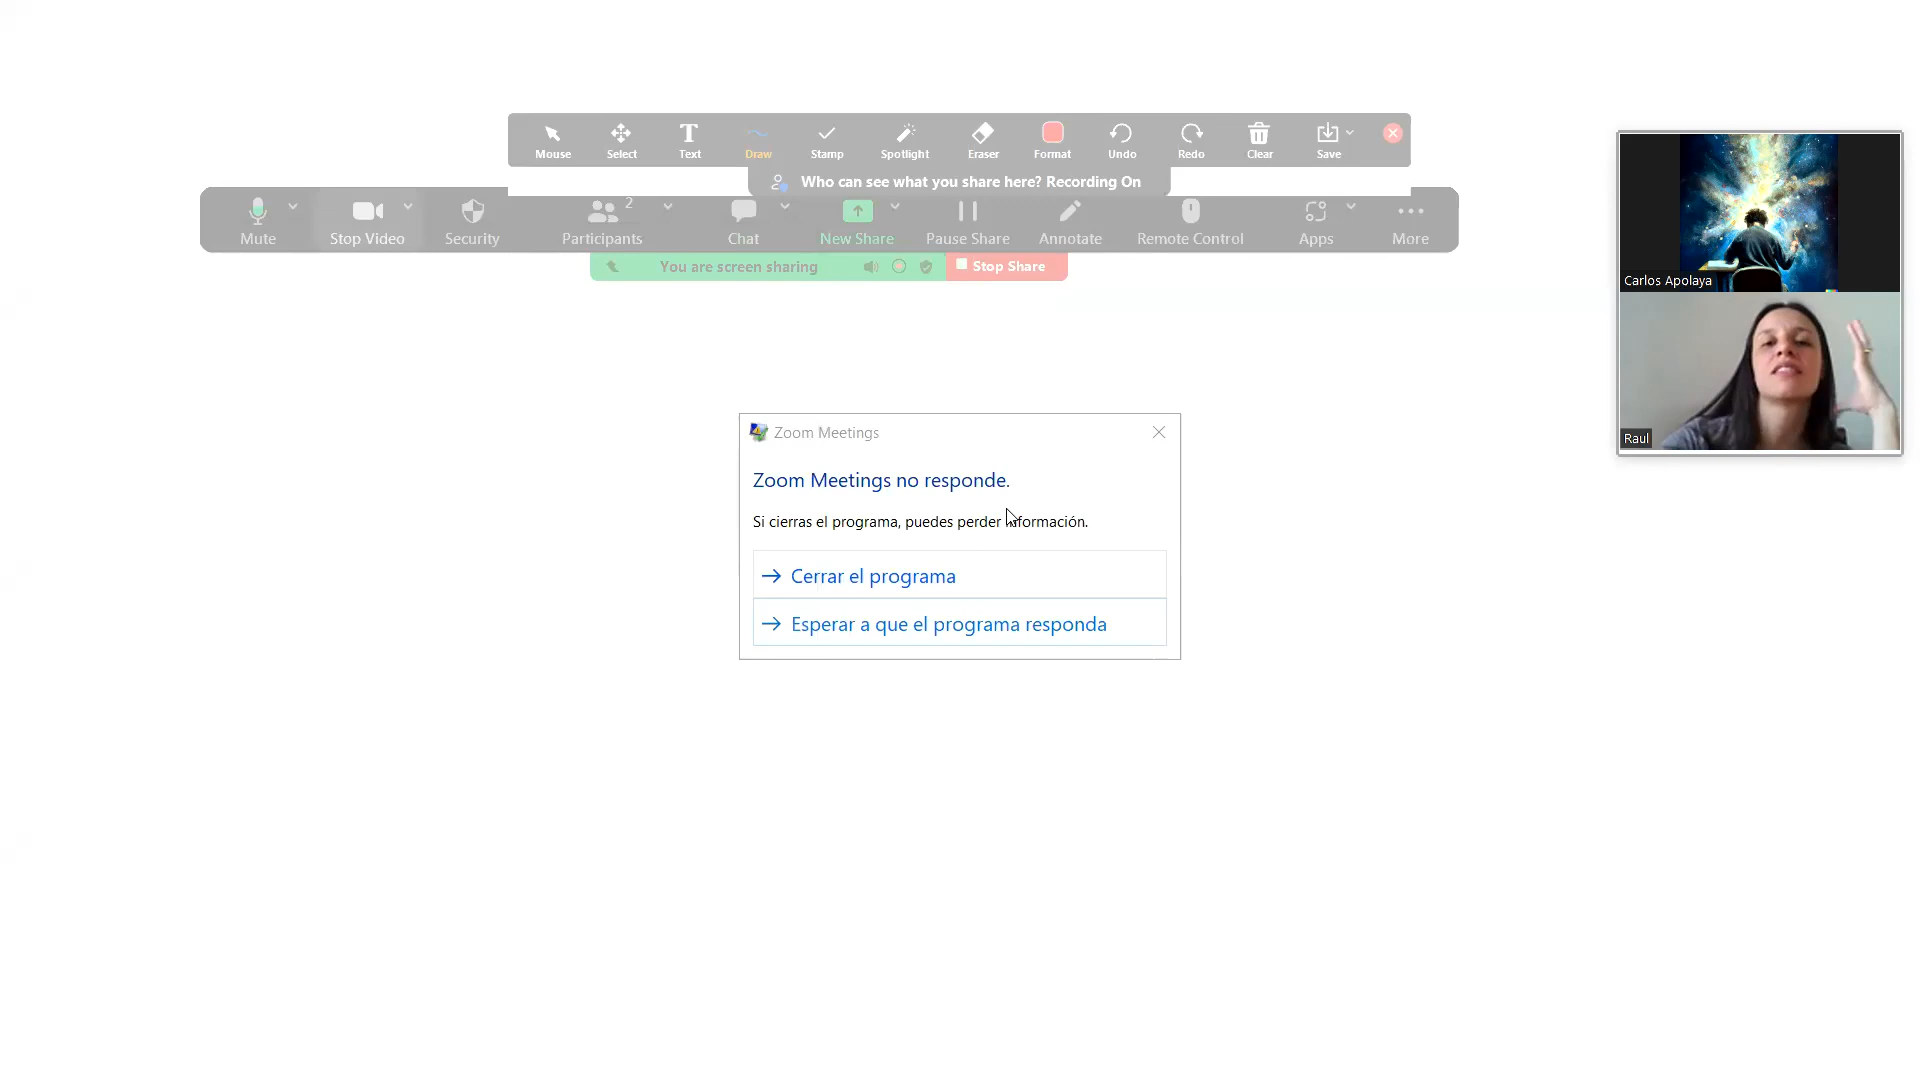 Mouse Select Text Draw Stamp Spotlight Eraser Format Undo Redo Clear Save
Who can see what you share here? Recording On
2
Mute Stop Video Security Participants Chat New Share Pause Share Annotate Remote Control Apps More
You are screen sharing Stop Share
Carlos Apolaya
Raul
Zoom Meetings
Zoom Meetings no responde.
Si cierras el programa, puedes perder información.
Cerrar el programa
Esperar a que el programa responda